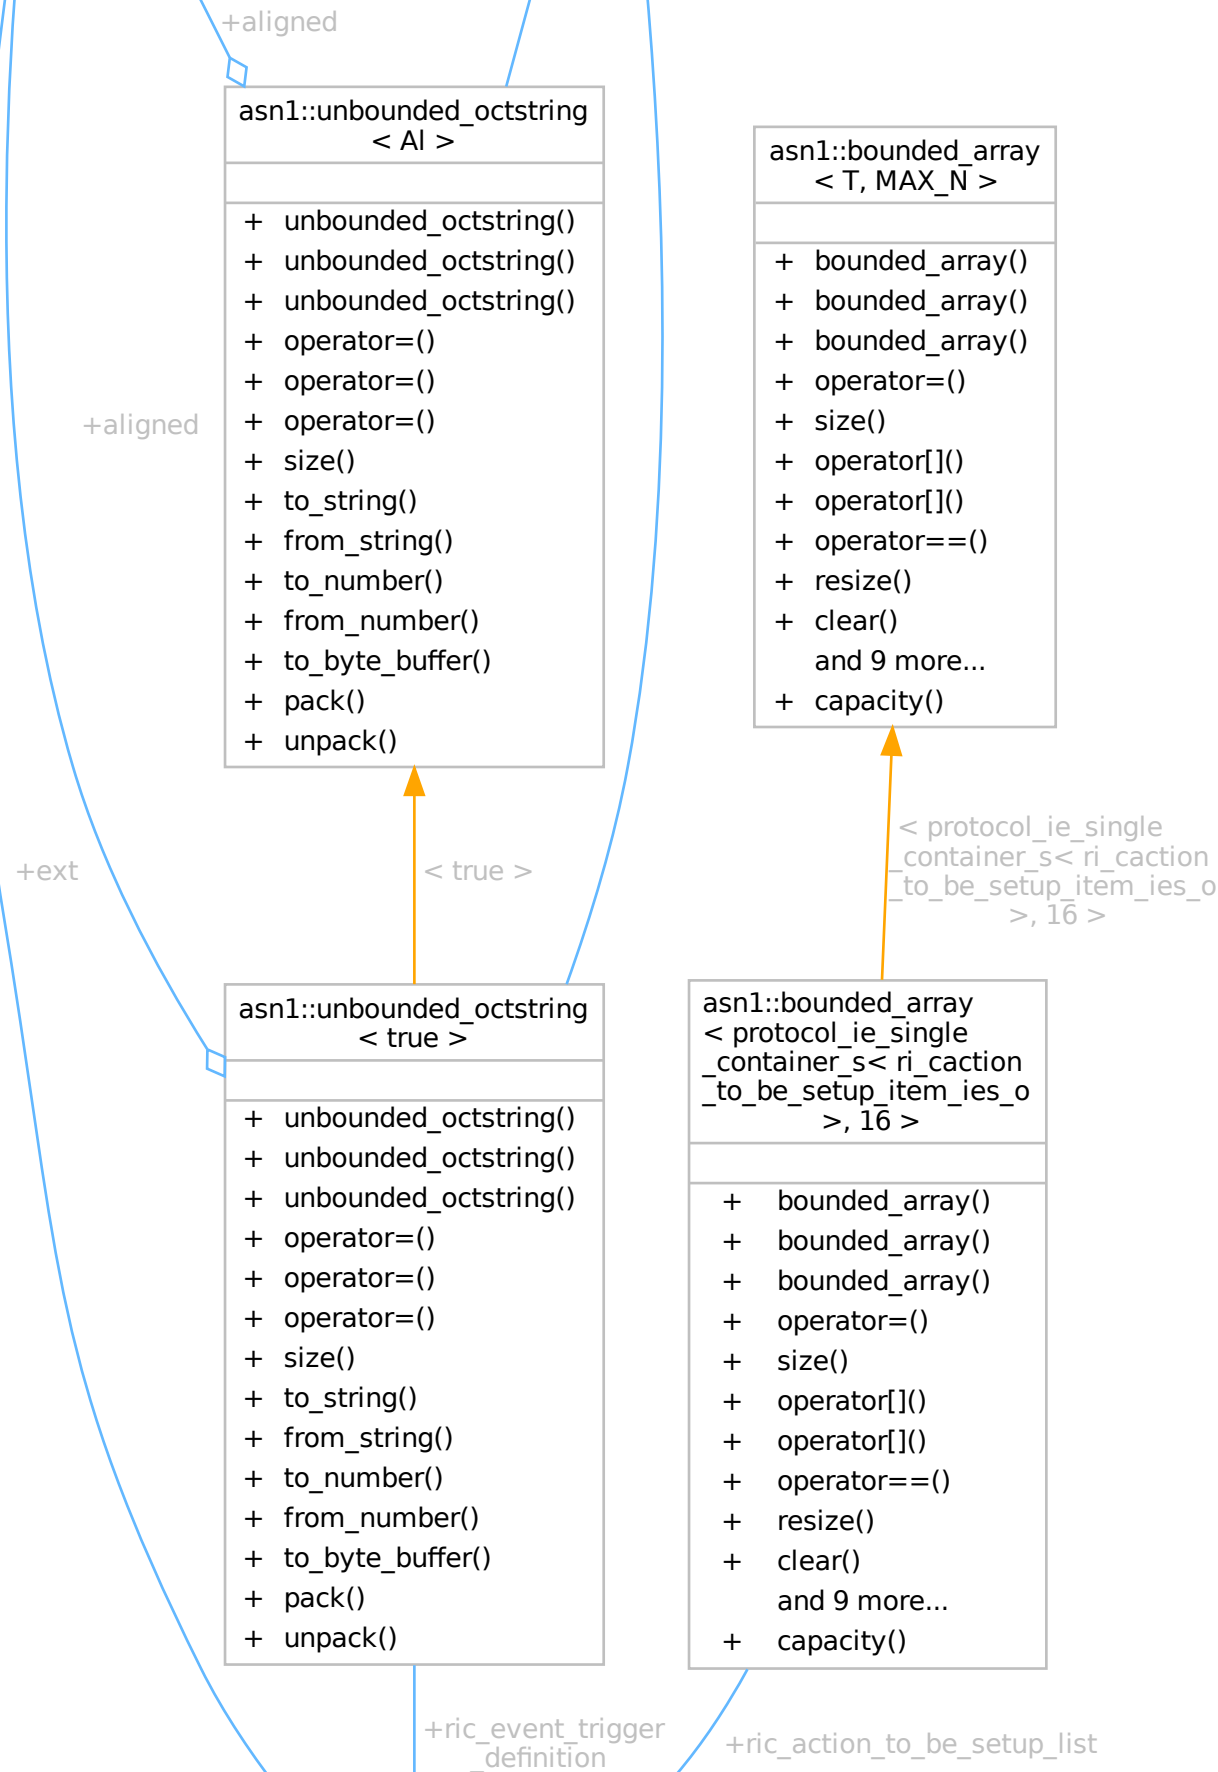 +aligned
asn1::unbounded_octstring
< Al >
+ unbounded_octstring()
+ unbounded_octstring()
+ unbounded_octstring()
+ operator=()
+ operator=()
+ operator=()
+ size()
+ to_string()
+ from_string()
+ to_number()
+ from_number()
+ to_byte_buffer()
+ pack()
+ unpack()
asn1::bounded_array
< T, MAX_N >
+ bounded_array()
+ bounded_array()
+ bounded_array()
+ operator=()
+ size()
+ operator[]()
+ operator[]()
+ operator==()
+ resize()
+ clear()
and 9 more...
+ capacity()
+aligned
+ext
< true >
< protocol_ie_single
_container_s< ri_caction
_to_be_setup_item_ies_o
>, 16 >
asn1::unbounded_octstring
< true >
+ unbounded_octstring()
+ unbounded_octstring()
+ unbounded_octstring()
+ operator=()
+ operator=()
+ operator=()
+ size()
+ to_string()
+ from_string()
+ to_number()
+ from_number()
+ to_byte_buffer()
+ pack()
+ unpack()
asn1::bounded_array
< protocol_ie_single
_container_s< ri_caction
_to_be_setup_item_ies_o
>, 16 >
+ bounded_array()
+ bounded_array()
+ bounded_array()
+ operator=()
+ size()
+ operator[]()
+ operator[]()
+ operator==()
+ resize()
+ clear()
and 9 more...
+ capacity()
+ric_event_trigger
_definition
+ric_action_to_be_setup_list